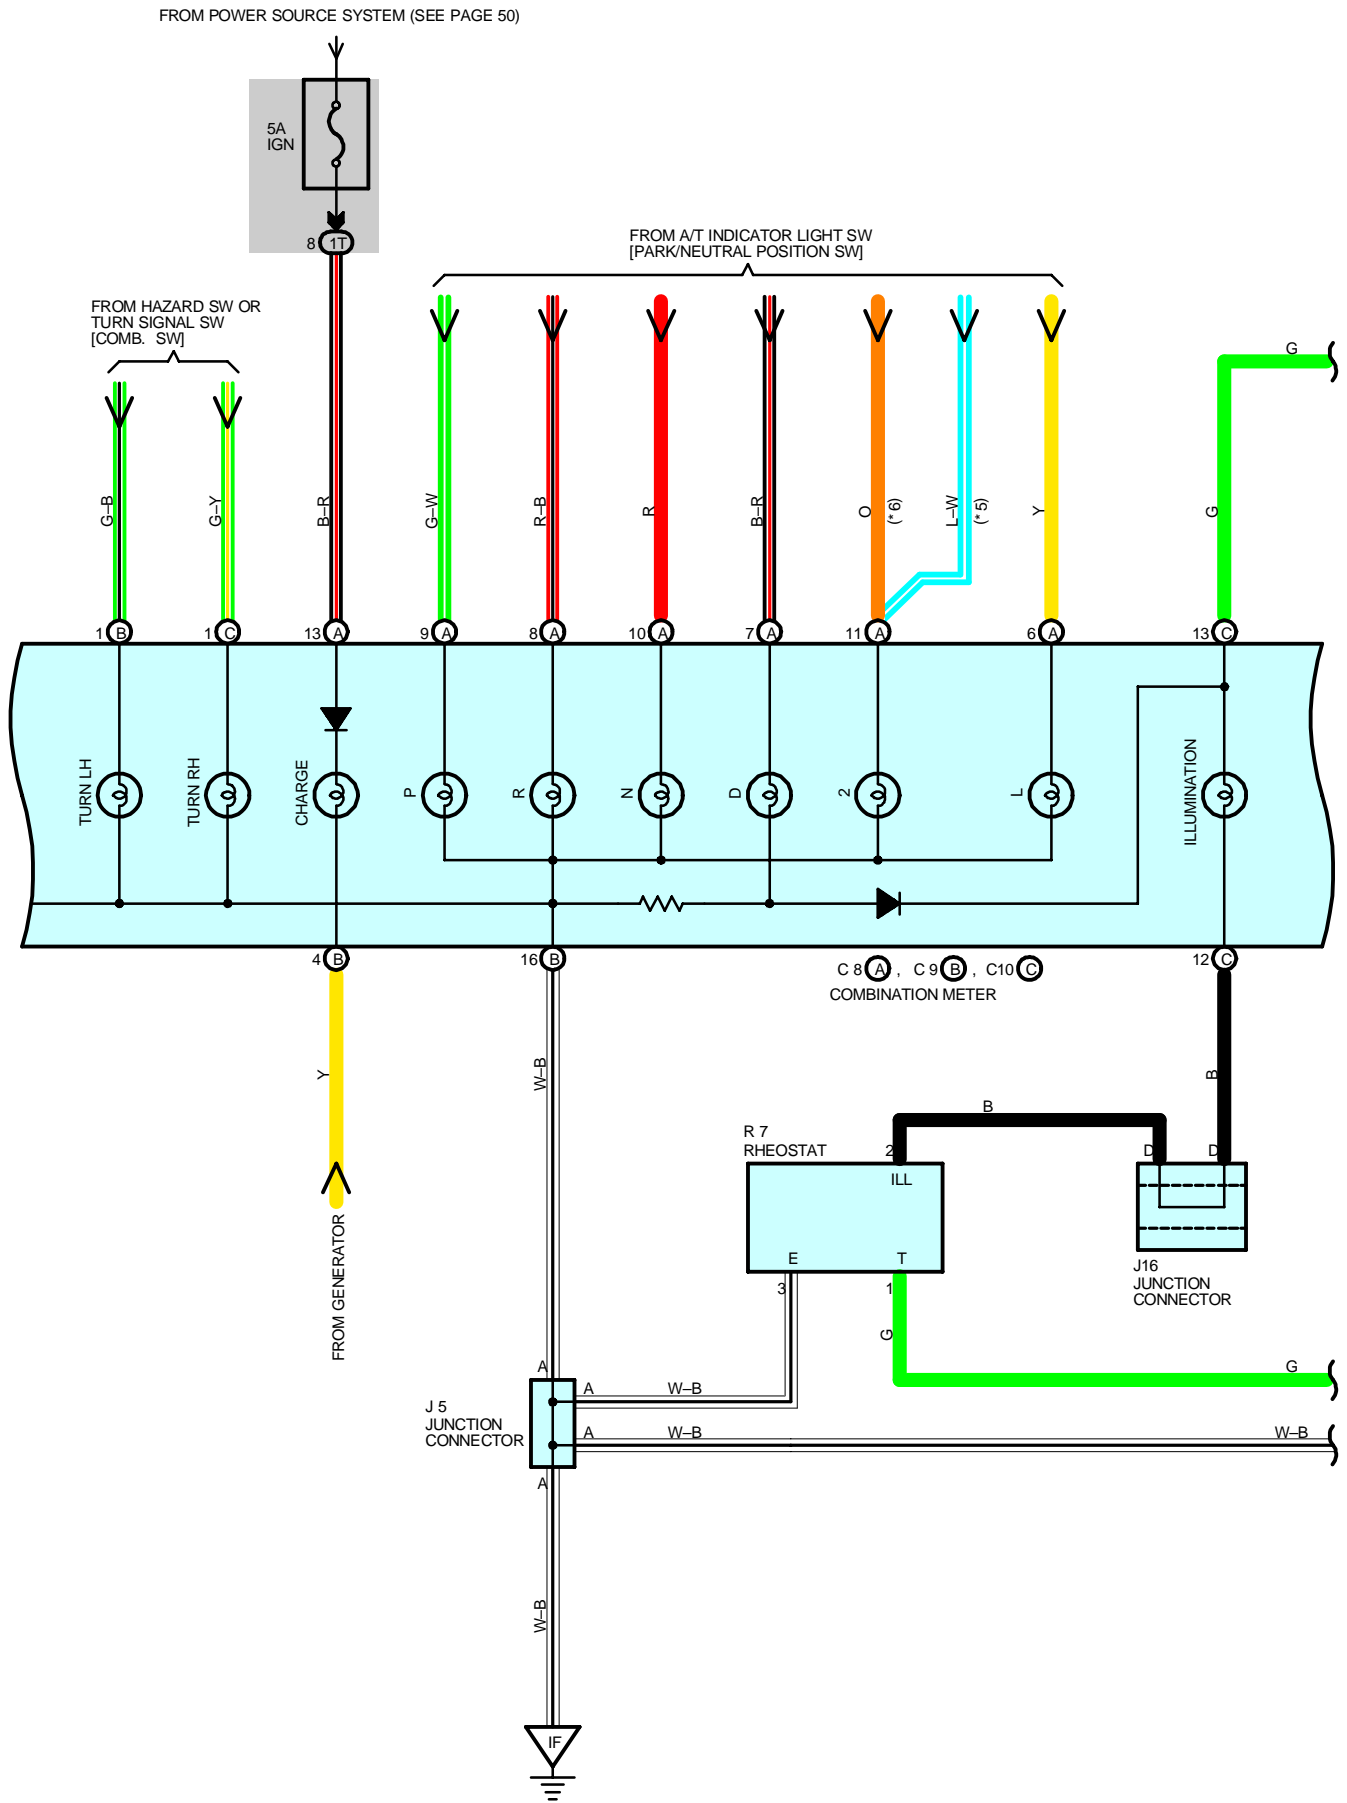 FROM POWER SOURCE SYSTEM (SEE PAGE 50)
5A
IGN
8 1T
FROM A/T INDICATOR LIGHT SW
[PARK/NEUTRAL POSITION SW]
FROM HAZARD SW OR
TURN SIGNAL SW
[COMB. SW]
G
G–B
G–Y
B–R
G–W
R–B
R
B–R
O
(*6)
L–W
(*5)
Y
G
1 B
1 C
13 A
9 A
8 A
10 A
7 A
11 A
6 A
13 C
TURN LH
TURN RH
CHARGE
P
R
N
D
2
L
ILLUMINATION
4 B
16 B
C 8 A , C 9 B , C10 C
COMBINATION METER
12 C
Y
W–B
B
B
R 7
RHEOSTAT
2
ILL
D
D
E
T
3
1
J16
JUNCTION
CONNECTOR
FROM GENERATOR
G
G
A
A
W–B
J 5
JUNCTION
CONNECTOR
A
W–B
W–B
A
W–B
IF